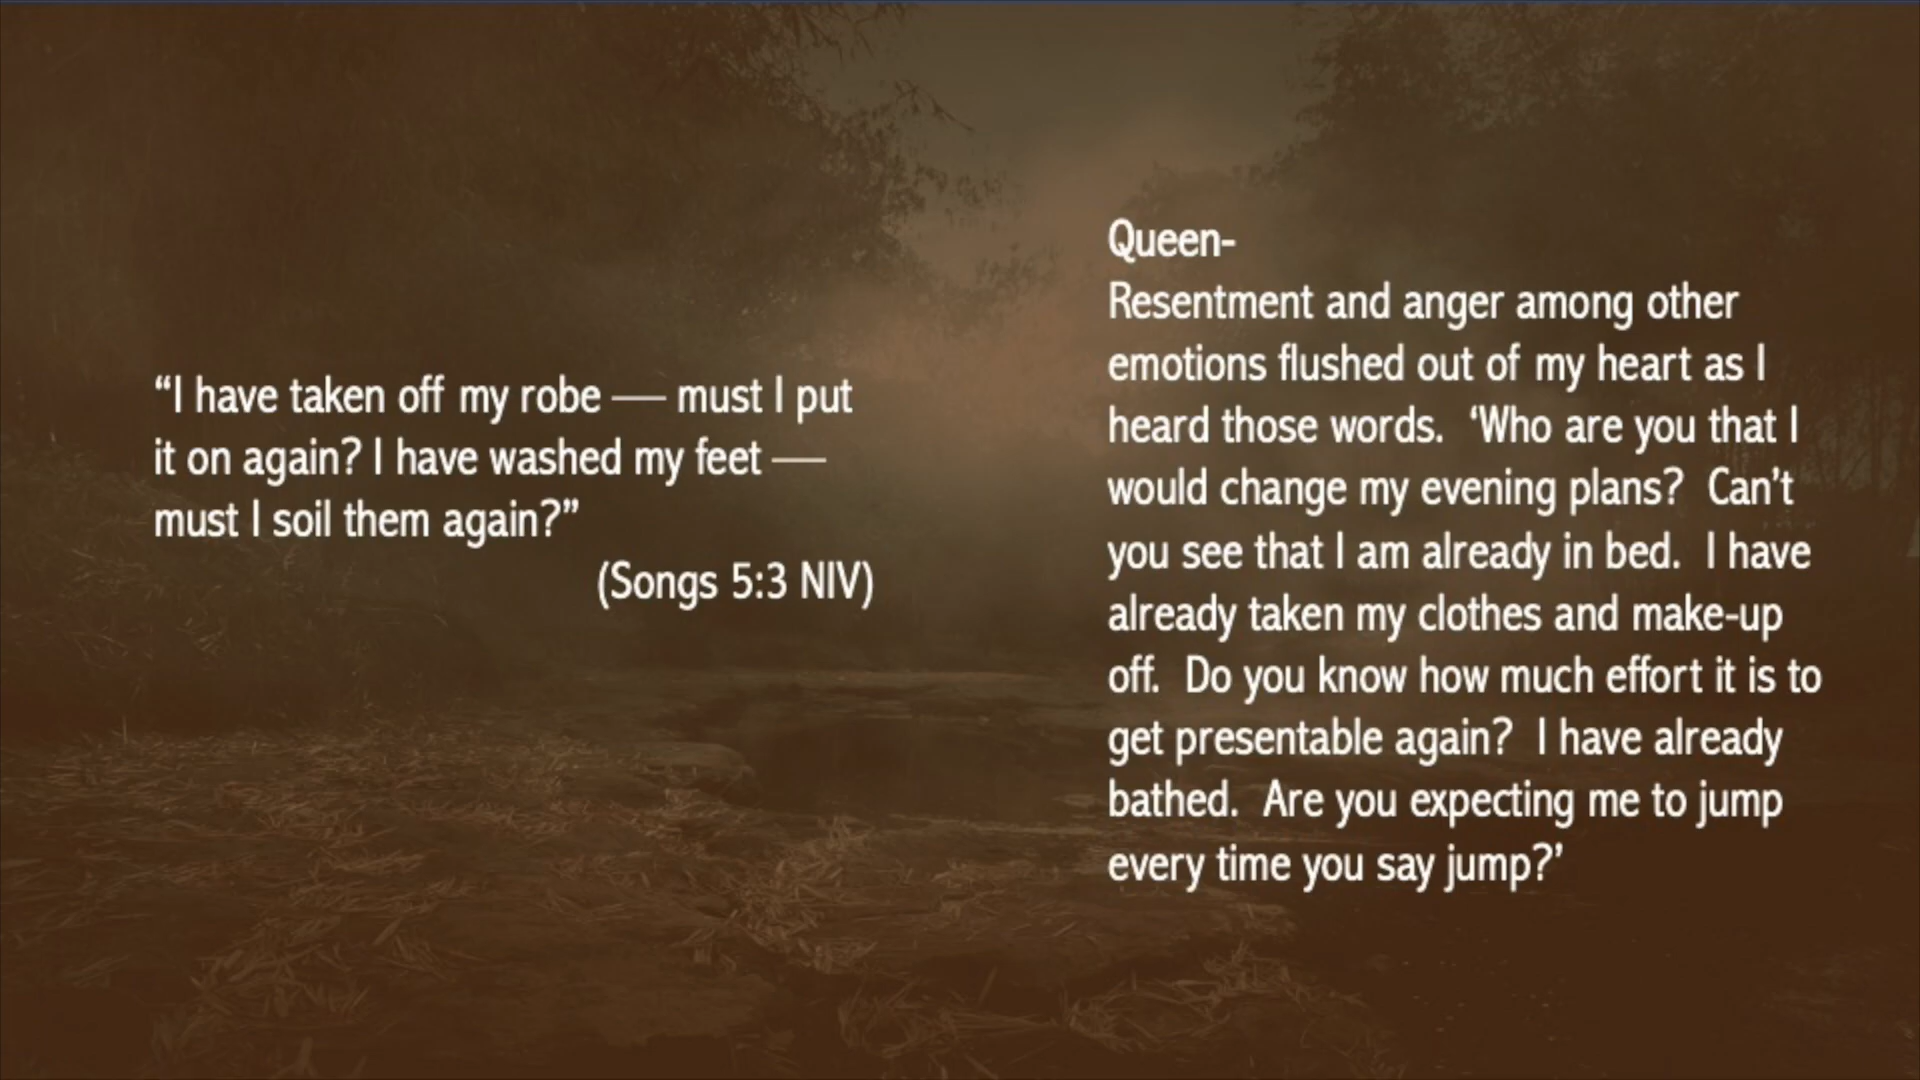 “I have taken off my robe — must I put
it on again? I have washed my feet —
must I soil them again?”
(Songs 5:3 NIV)
Queen-
Resentment and anger among other
emotions flushed out of my heart as I
heard those words.  ‘Who are you that I
would change my evening plans?  Can’t
you see that I am already in bed.  I have
already taken my clothes and make-up
off.  Do you know how much effort it is to
get presentable again?  I have already
bathed.  Are you expecting me to jump
every time you say jump?’